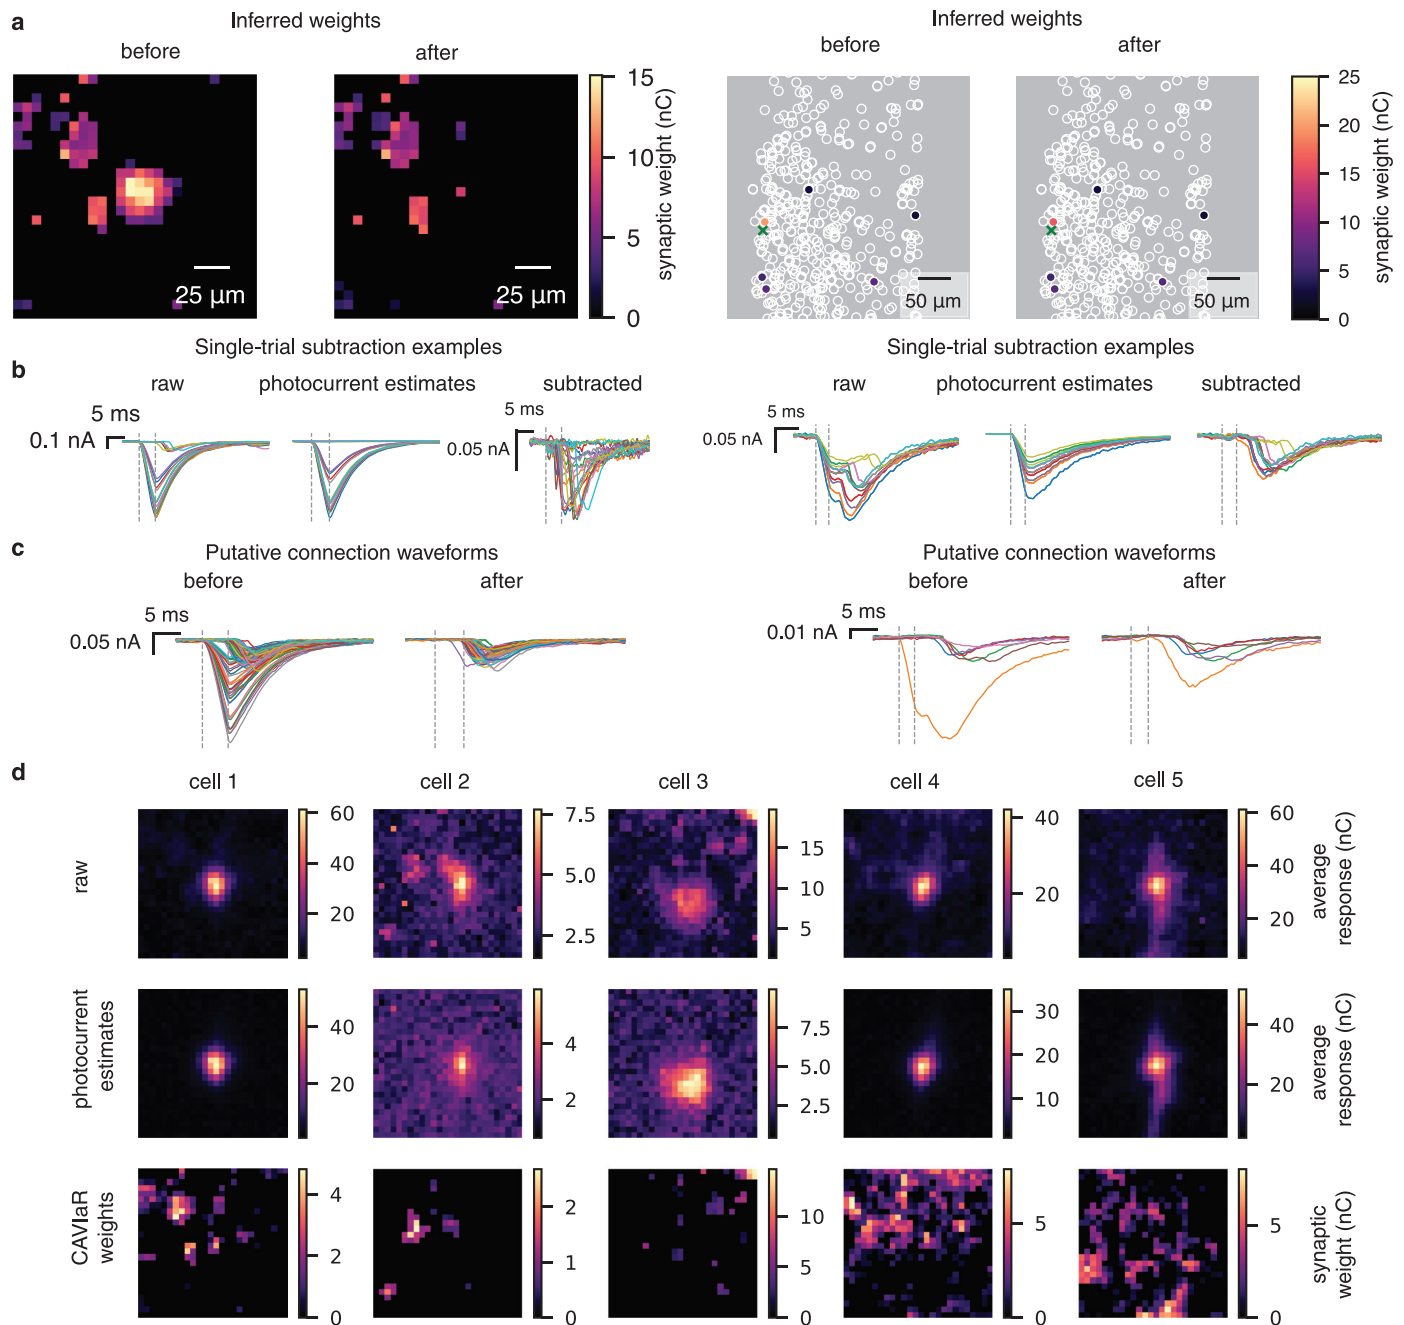 a
Inferred weights
before
after
15
10
5
0
synaptic weight (nC)
25 µm
25 µm
Inferred weights
before
after
25
20
15
10
5
0
synaptic weight (nC)
50 µm
50 µm
b
Single-trial subtraction examples
raw
photocurrent estimates
subtracted
5 ms
0.1 nA
5 ms
0.05 nA
Single-trial subtraction examples
raw
photocurrent estimates
subtracted
5 ms
0.05 nA
c
Putative connection waveforms
before
after
5 ms
0.05 nA
Putative connection waveforms
before
after
5 ms
0.01 nA
d
cell 1
cell 2
cell 3
cell 4
cell 5
raw
60
40
20
7.5
5.0
2.5
15
10
5
40
20
60
40
20
average
response (nC)
photocurrent
estimates
40
20
4
2
7.5
5.0
2.5
30
20
10
40
20
average
response (nC)
CAVIaR
weights
4
2
0
2
1
0
10
5
0
5
0
5
0
synaptic
weight (nC)